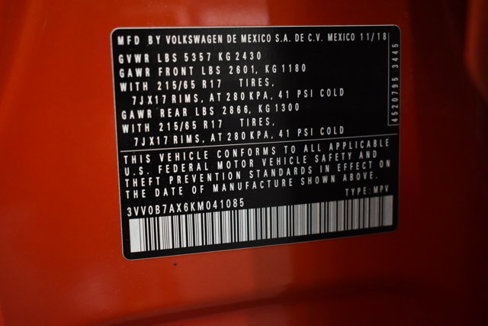 MFD BY VOLKSWAGEN DE MEXICO S.A. DE C.V. MEXICO 11/18
GVWR LBS 5357 KG 2430
GAWR FRONT LBS 2601, KG 1180
WITH 215/65 R17 TIRES,
7JX17 RIMS, AT 280 KPA, 41 PSI COLD
GAWR REAR LBS 2866, KG 1300
WITH 215/65 R17 TIRES,
7JX17 RIMS, AT 280 KPA, 41 PSI COLD
THIS VEHICLE CONFORMS TO ALL APPLICABLE
U.S. FEDERAL MOTOR VEHICLE SAFETY AND
THEFT PREVENTION STANDARDS IN EFFECT ON
THE DATE OF MANUFACTURE SHOWN ABOVE.
3VV0B7AX6KM041085 TYPE: MPV
4520795 3445